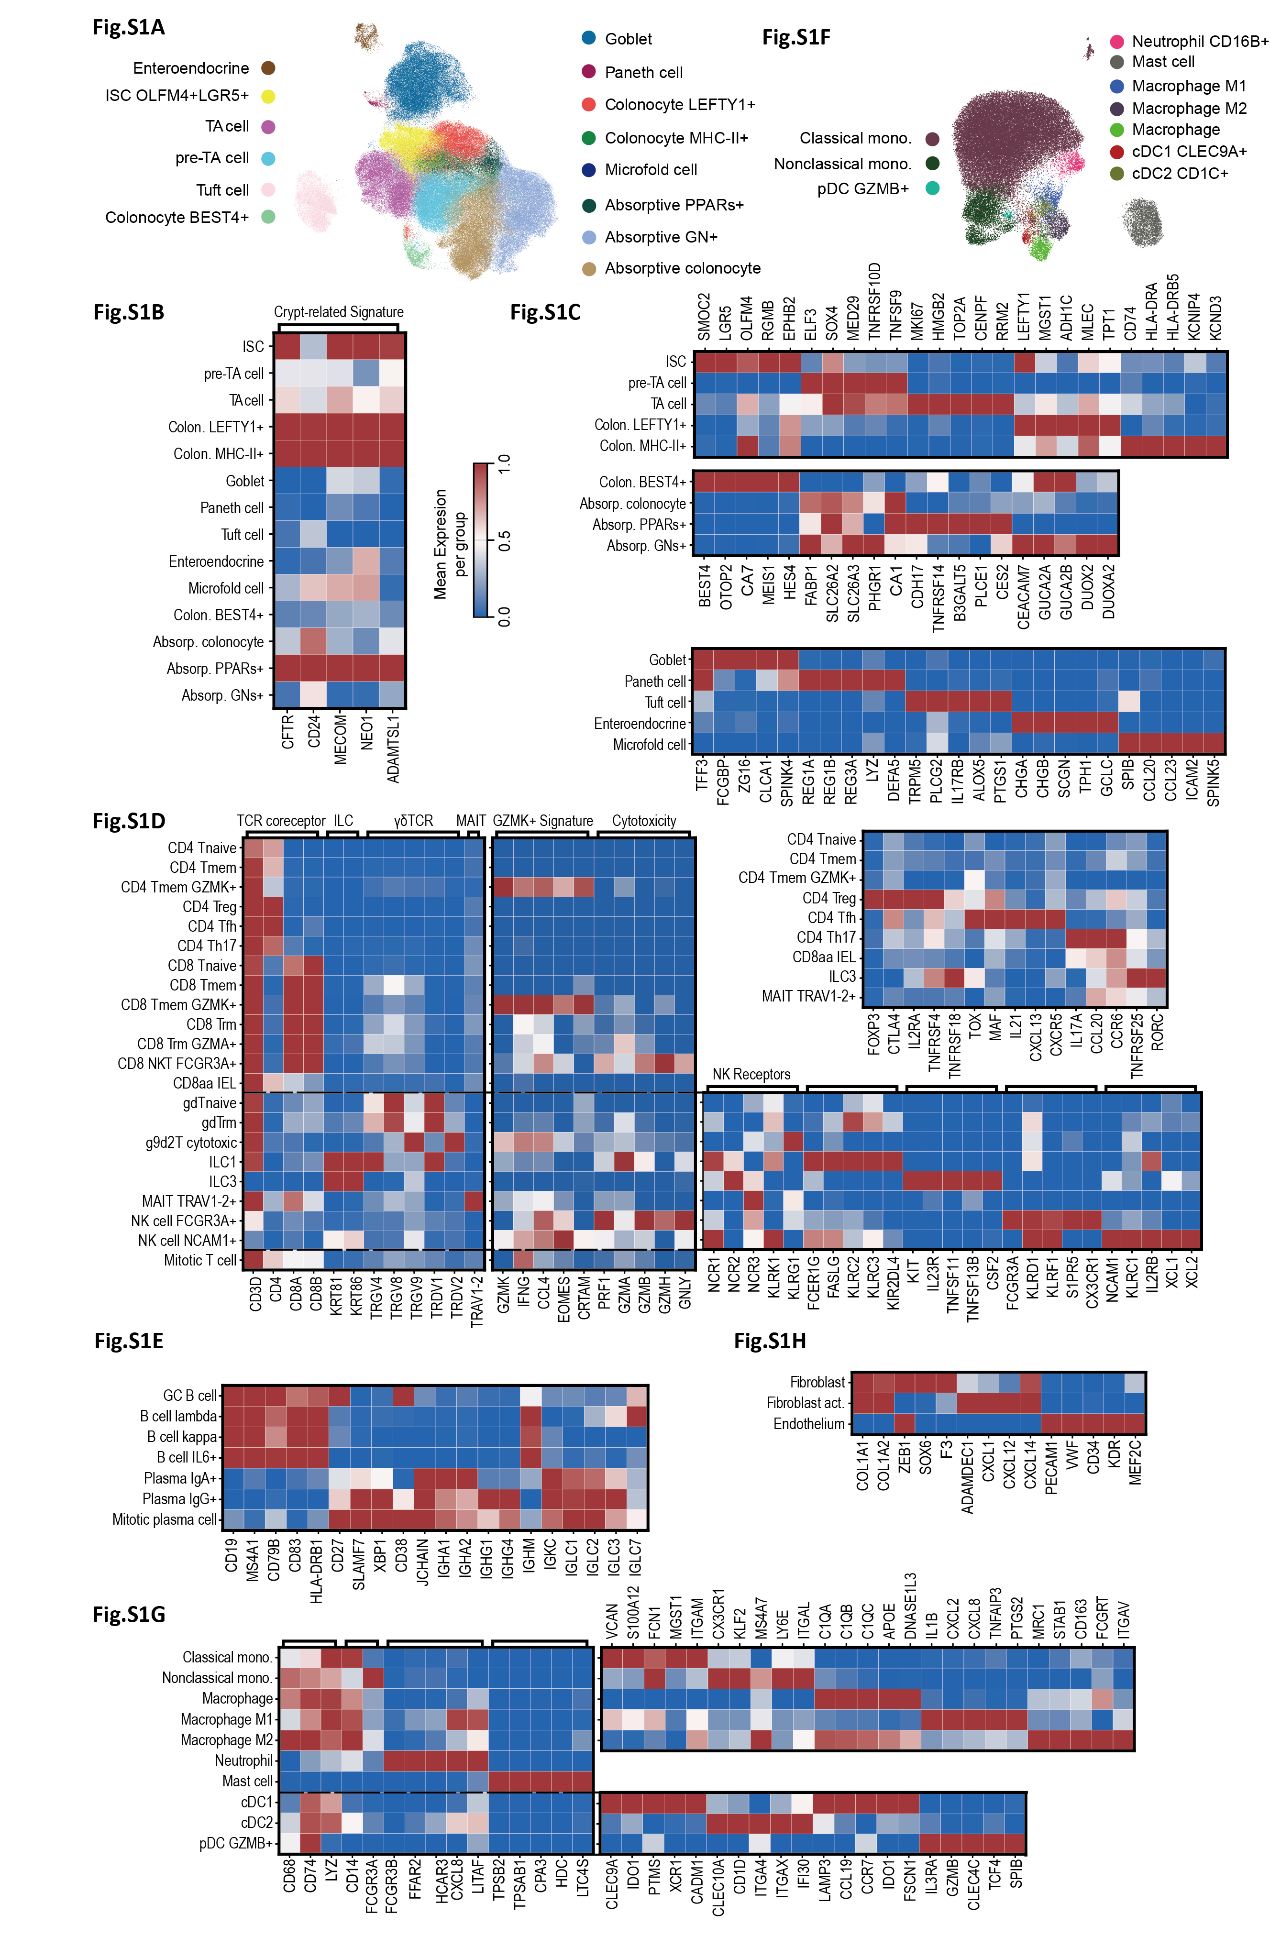 Fig.S1A
Enteroendocrine
ISC OLFM4+LGR5+
TA cell
pre-TA cell
Tuft cell
Colonocyte BEST4+
Goblet
Paneth cell
Colonocyte LEFTY1+
Colonocyte MHC-II+
Microfold cell
Absorptive PPARs+
Absorptive GN+
Absorptive colonocyte
Fig.S1F
Classical mono.
Nonclassical mono.
pDC GZMB+
Neutrophil CD16B+
Mast cell
Macrophage M1
Macrophage M2
Macrophage
cDC1 CLEC9A+
cDC2 CD1C+
Fig.S1B
Crypt-related Signature
ISC
pre-TA cell
TA cell
Colon. LEFTY1+
Colon. MHC-II+
Goblet
Paneth cell
Tuft cell
Enteroendocrine
Microfold cell
Colon. BEST4+
Absorp. colonocyte
Absorp. PPARs+
Absorp. GNs+
CFTR
CD24
MECOM
NEO1
ADAMTSL1
Mean Expresion
per group
1.0
0.5
0.0
Fig.S1C
SMOC2
LGR5
OLFM4
RGMB
EPHB2
ELF3
SOX4
MED29
TNFRSF10D
TNFSF9
MKI67
HMGB2
TOP2A
CENPF
RRM2
LEFTY1
MGST1
ADH1C
MLEC
TPT1
CD74
HLA-DRA
HLA-DRB5
KCNIP4
KCND3
ISC
pre-TA cell
TA cell
Colon. LEFTY1+
Colon. MHC-II+
Colon. BEST4+
Absorp. colonocyte
Absorp. PPARs+
Absorp. GNs+
BEST4
OTOP2
CA7
MEIS1
HES4
FABP1
SLC26A2
SLC26A3
PHGR1
CA1
CDH17
TNFRSF14
B3GALT5
PLCE1
CES2
CEACAM7
GUCA2A
GUCA2B
DUOX2
DUOXA2
Goblet
Paneth cell
Tuft cell
Enteroendocrine
Microfold cell
TFF3
FCGBP
ZG16
CLCA1
SPINK4
REG1A
REG1B
REG3A
LYZ
DEFA5
TRPM5
PLCG2
IL17RB
ALOX5
PTGS1
CHGA
CHGB
SCGN
TPH1
GCLC
SPIB
CCL20
CCL23
ICAM2
SPINK5
Fig.S1D
TCR coreceptor
ILC
γδTCR
MAIT
GZMK+ Signature
Cytotoxicity
CD4 Tnaive
CD4 Tmem
CD4 Tmem GZMK+
CD4 Treg
CD4 Tfh
CD4 Th17
CD8 Tnaive
CD8 Tmem
CD8 Tmem GZMK+
CD8 Trm
CD8 Trm GZMA+
CD8 NKT FCGR3A+
CD8aa IEL
gdTnaive
gdTrm
g9d2T cytotoxic
ILC1
ILC3
MAIT TRAV1-2+
NK cell FCGR3A+
NK cell NCAM1+
Mitotic T cell
CD3D
CD4
CD8A
CD8B
KRT81
KRT86
TRGV4
TRGV8
TRGV9
TRDV1
TRDV2
TRAV1-2
GZMK
IFNG
CCL4
EOMES
CRTAM
PRF1
GZMA
GZMB
GZMH
GNLY
CD4 Tnaive
CD4 Tmem
CD4 Tmem GZMK+
CD4 Treg
CD4 Tfh
CD4 Th17
CD8aa IEL
ILC3
MAIT TRAV1-2+
FOXP3
CTLA4
IL2RA
TNFRSF4
TNFRSF18
TOX
MAF
IL21
CXCL13
CXCR5
IL17A
CCL20
CCR6
TNFRSF25
RORC
NK Receptors
NCR1
NCR2
NCR3
KLRK1
KLRG1
FCER1G
FASLG
KLRC2
KLRC3
KIR2DL4
KIT
IL23R
TNFSF11
TNFSF13B
CSF2
FCGR3A
KLRD1
KLRF1
S1PR5
CX3CR1
NCAM1
KLRC1
IL2RB
XCL1
XCL2
Fig.S1E
GC B cell
B cell lambda
B cell kappa
B cell IL6+
Plasma IgA+
Plasma IgG+
Mitotic plasma cell
CD19
MS4A1
CD79B
CD83
HLA-DRB1
CD27
SLAMF7
XBP1
CD38
JCHAIN
IGHA1
IGHA2
IGHG1
IGHG4
IGHM
IGKC
IGLC1
IGLC2
IGLC3
IGLC7
Fig.S1H
Fibroblast
Fibroblast act.
Endothelium
COL1A1
COL1A2
ZEB1
SOX6
F3
ADAMDEC1
CXCL1
CXCL12
CXCL14
PECAM1
VWF
CD34
KDR
MEF2C
Fig.S1G
Classical mono.
Nonclassical mono.
Macrophage
Macrophage M1
Macrophage M2
Neutrophil
Mast cell
cDC1
cDC2
pDC GZMB+
CD68
CD74
LYZ
CD14
FCGR3A
FCGR3B
FFAR2
HCAR3
CXCL8
LITAF
TPSB2
TPSAB1
CPA3
HDC
LTC4S
VCAN
S100A12
FCN1
MGST1
ITGAM
CX3CR1
KLF2
MS4A7
LY6E
ITGAL
C1QA
C1QB
C1QC
APOE
DNASE1L3
IL1B
CXCL2
CXCL8
TNFAIP3
PTGS2
MRC1
STAB1
CD163
FCGRT
ITGAV
CLEC9A
IDO1
PTMS
XCR1
CADM1
CLEC10A
CD1D
ITGA4
ITGAX
IFI30
LAMP3
CCL19
CCR7
IDO1
FSCN1
IL3RA
GZMB
CLEC4C
TCF4
SPIB